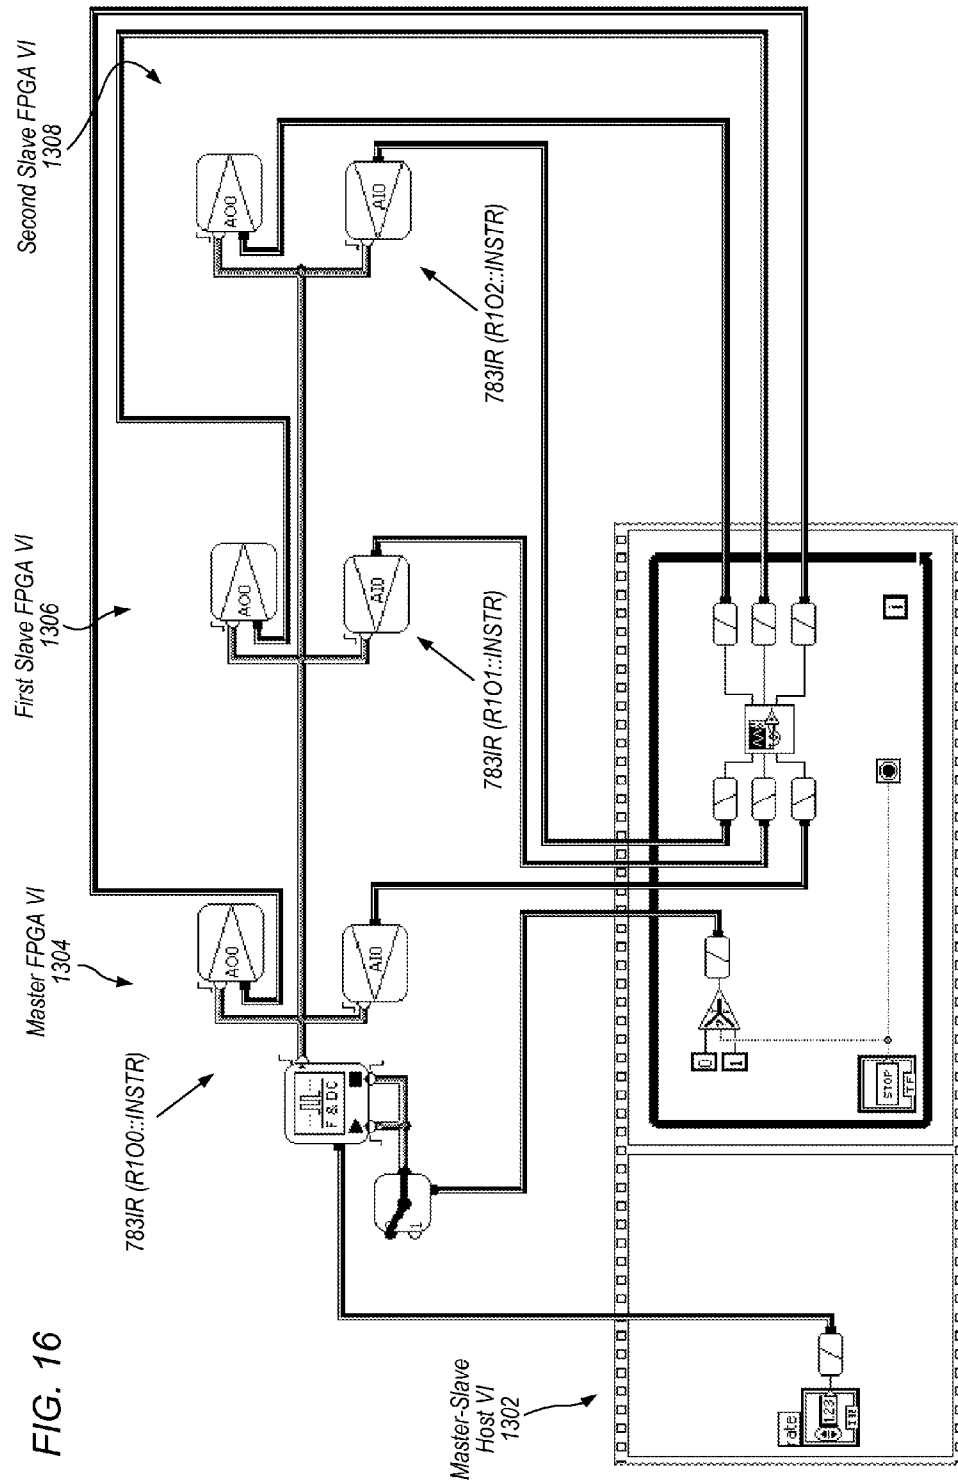 FIG. 16
Master-Slave
Host VI
1302
783IR (R1O0::INSTR)
Master FPGA VI
1304
First Slave FPGA VI
1306
Second Slave FPGA VI
1308
783IR (R1O1::INSTR)
783IR (R1O2::INSTR)
F & DC
AO0
AI0
AO0
AI0
AO0
AI0
1
rate
1.23
0
1
STOP
TF
i